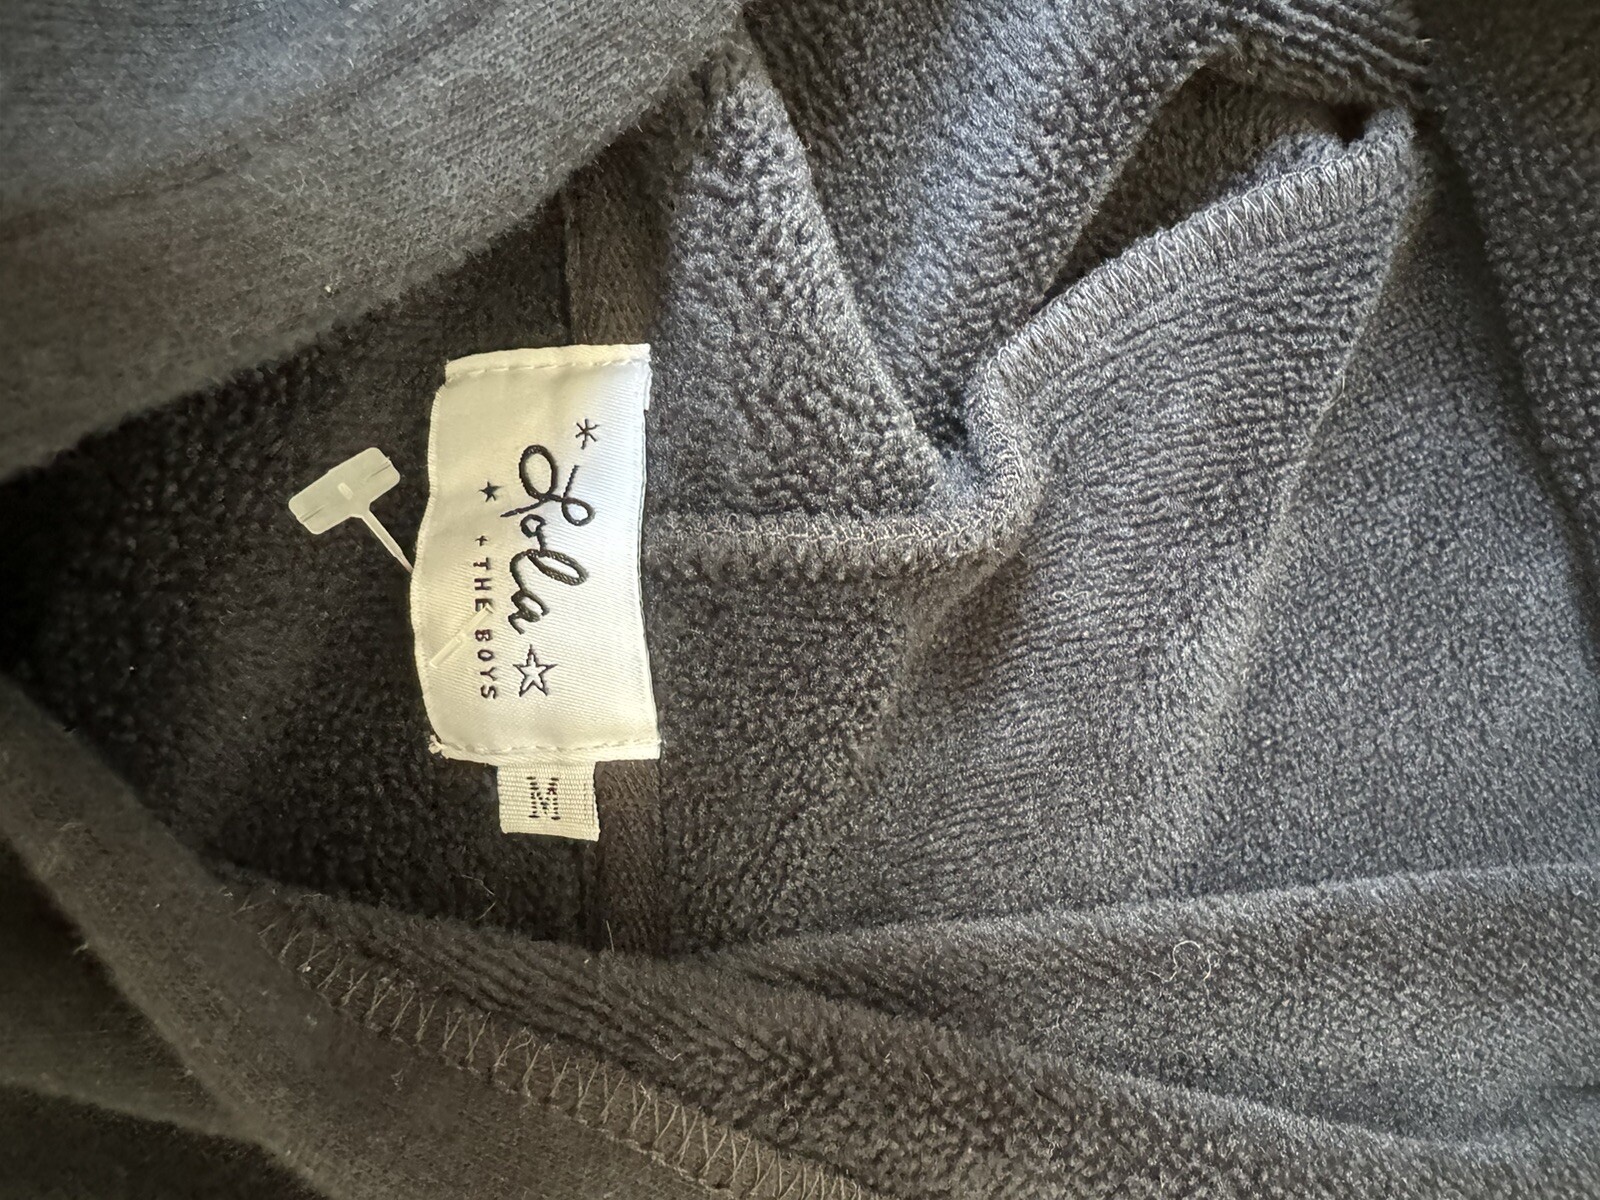 Lola
+ THE BOYS
M